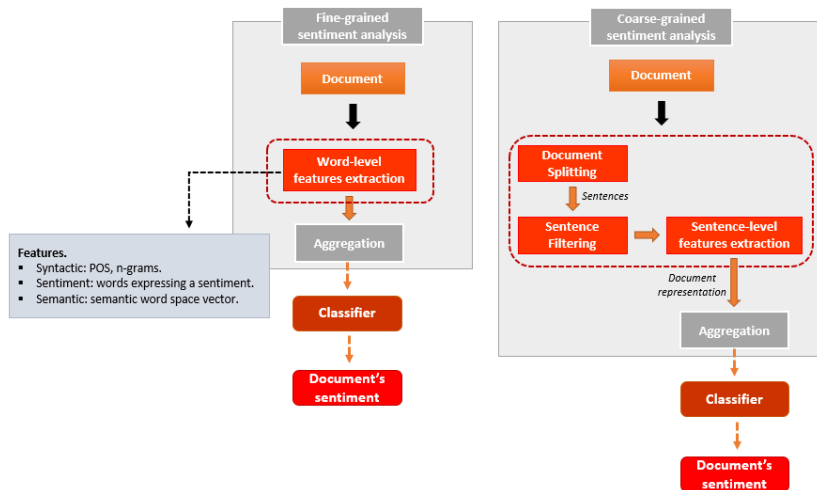 Fine-grained
sentiment analysis
Document
Word-level
features extraction
Aggregation
Features.
▪ Syntactic: POS, n-grams.
▪ Sentiment: words expressing a sentiment.
▪ Semantic: semantic word space vector.
Classifier
Document's
sentiment
Coarse-grained
sentiment analysis
Document
Document
Splitting
Sentences
Sentence
Filtering
Sentence-level
features extraction
Document
representation
Aggregation
Classifier
Document's
sentiment